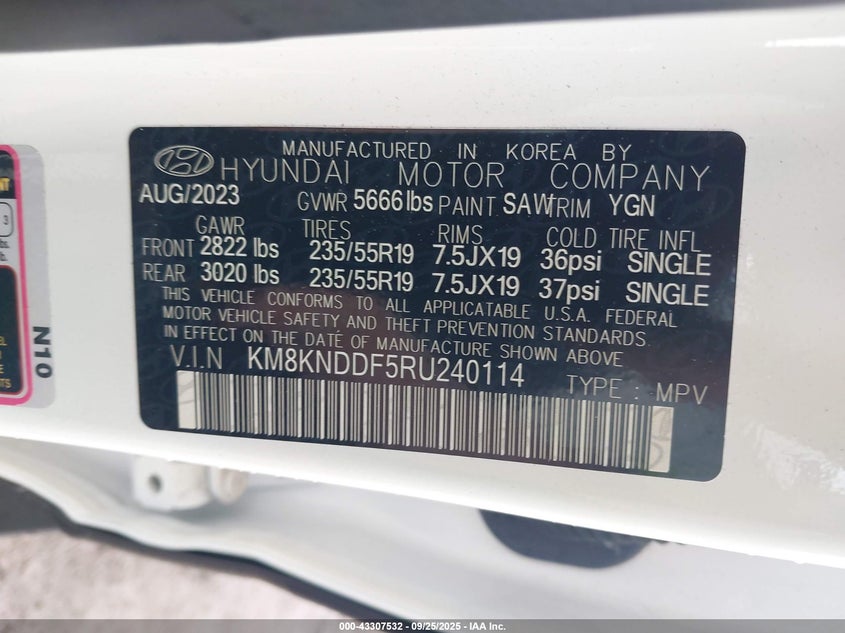 MANUFACTURED IN KOREA BY
HYUNDAI MOTOR COMPANY
AUG/2023 GVWR 5666lbs PAINT SAW TRIM YGN
GAWR TIRES RIMS COLD TIRE INFL
FRONT 2822 lbs 235/55R19 7.5JX19 36psi SINGLE
REAR 3020 lbs 235/55R19 7.5JX19 37psi SINGLE
THIS VEHICLE CONFORMS TO ALL APPLICATABLE U.S.A. FEDERAL
MOTOR VEHICLE SAFETY AND THEFT PREVENTION STANDARDS.
IN EFFECT ON THE DATE OF MANUFACTURE SHOWN ABOVE
V.I.N KM8KNDDF5RU240114 TYPE : MPV
N10
000-43307532 - 09/25/2025 - IAA Inc.